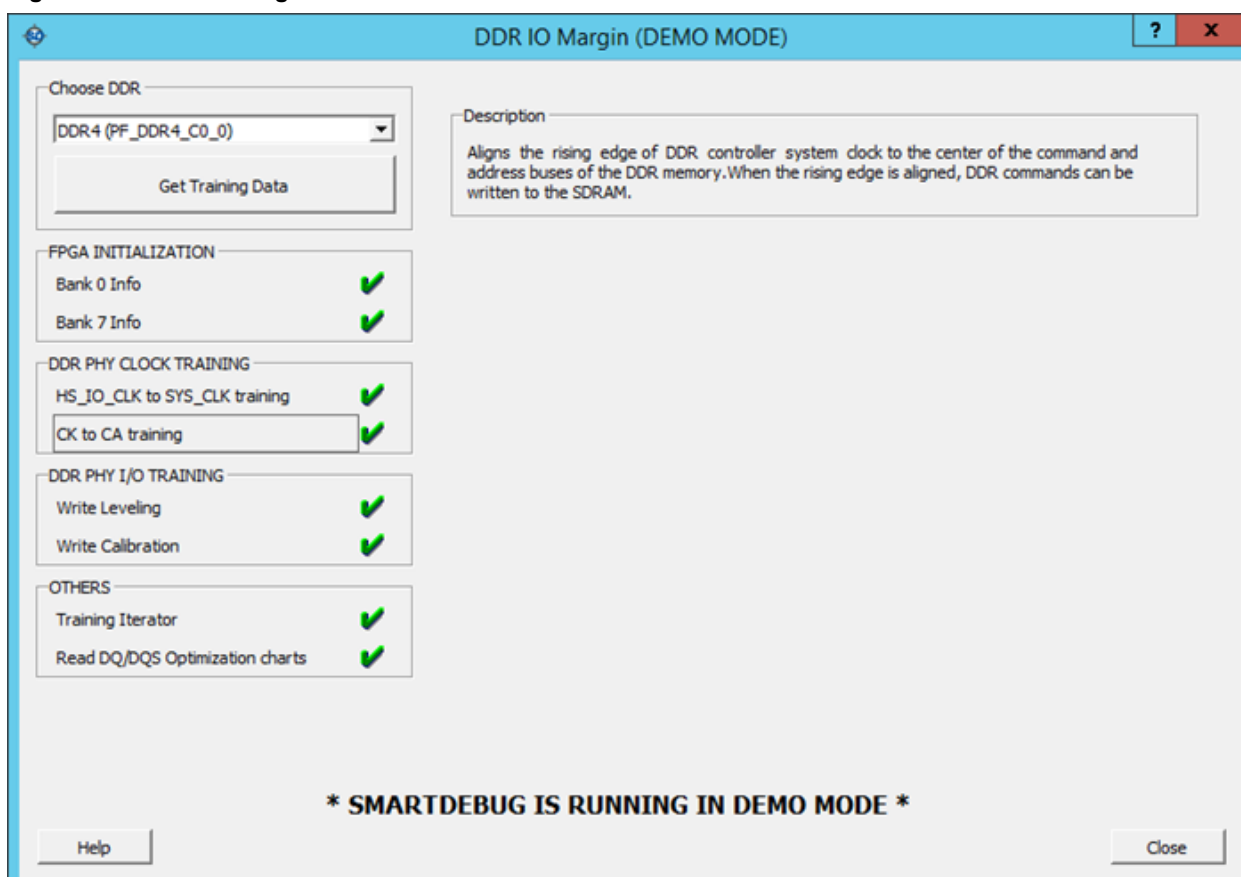 DDR IO Margin (DEMO MODE)
? x
Choose DDR
DDR4 (PF_DDR4_C0_0)
Get Training Data
Description
Aligns the rising edge of DDR controller system clock to the center of the command and
address buses of the DDR memory.When the rising edge is aligned, DDR commands can be
written to the SDRAM.
FPGA INITIALIZATION
Bank 0 Info
Bank 7 Info
DDR PHY CLOCK TRAINING
HS_IO_CLK to SYS_CLK training
CK to CA training
DDR PHY I/O TRAINING
Write Leveling
Write Calibration
OTHERS
Training Iterator
Read DQ/DQS Optimization charts
* SMARTDEBUG IS RUNNING IN DEMO MODE *
Help
Close